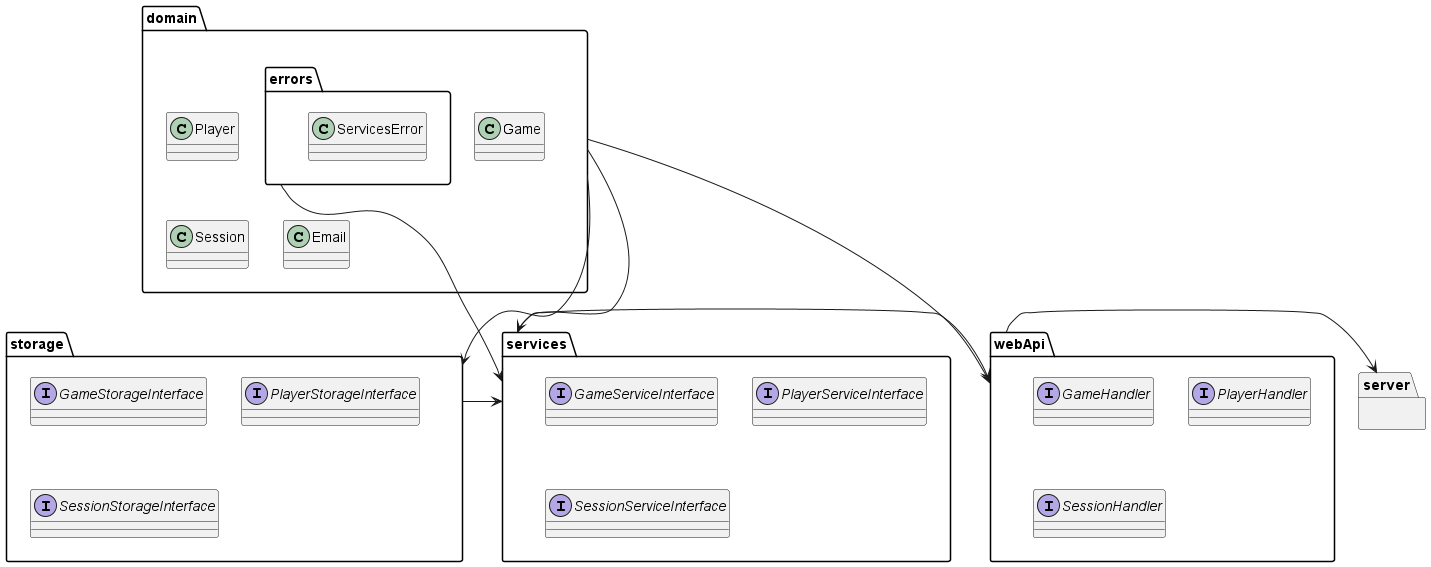 domain
errors
C Player
C ServicesError
C Game
C Session
C Email
storage
services
webApi
server
I GameStorageInterface
I PlayerStorageInterface
I GameServiceInterface
I PlayerServiceInterface
I GameHandler
I PlayerHandler
I SessionStorageInterface
I SessionServiceInterface
I SessionHandler